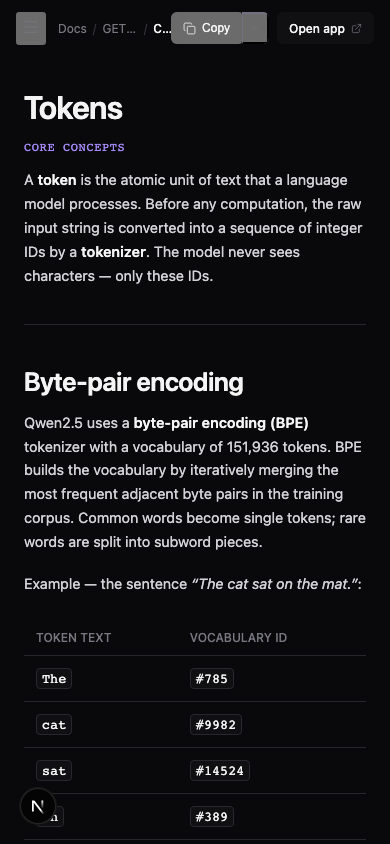 Docs / GET... / C... Copy Open app
Tokens
CORE CONCEPTS
A token is the atomic unit of text that a language
model processes. Before any computation, the raw
input string is converted into a sequence of integer
IDs by a tokenizer. The model never sees
characters — only these IDs.
Byte-pair encoding
Qwen2.5 uses a byte-pair encoding (BPE)
tokenizer with a vocabulary of 151,936 tokens. BPE
builds the vocabulary by iteratively merging the
most frequent adjacent byte pairs in the training
corpus. Common words become single tokens; rare
words are split into subword pieces.
Example — the sentence “The cat sat on the mat.”:
TOKEN TEXT VOCABULARY ID
The #785
cat #9982
sat #14524
N #389